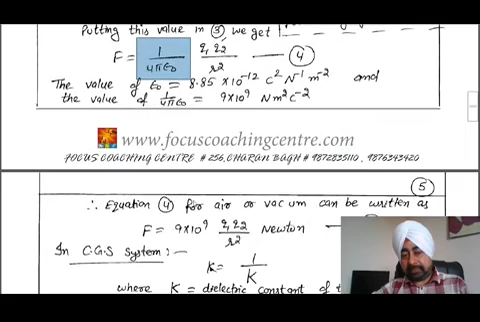 Putting this value in ③ we get
F = 1/4πε0 q1q2/r² — ④
The value of ε0 = 8.85 × 10⁻¹² C² N⁻¹ m⁻² and
the value of 1/4πε0 = 9×10⁹ Nm²C⁻²
www.focuscoachingcentre.com
FOCUS COACHING CENTRE # 256, CHARAN BAGH # 9872835110, 9876343420
⑤
∴ Equation ④ for air or vacum can be written as
F = 9×10⁹ q1q2/r² Newton —
In C.G.S System:—
K = 1/K
where K = dielectric constant of